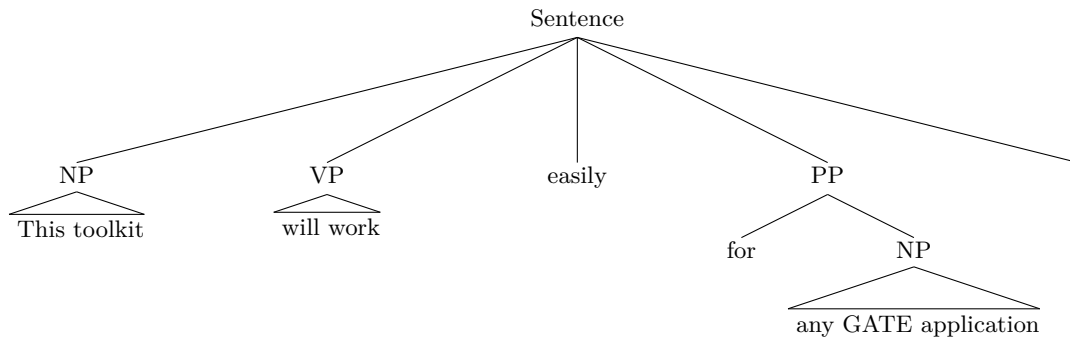 Sentence
NP VP easily PP
This toolkit will work
for NP
any GATE application